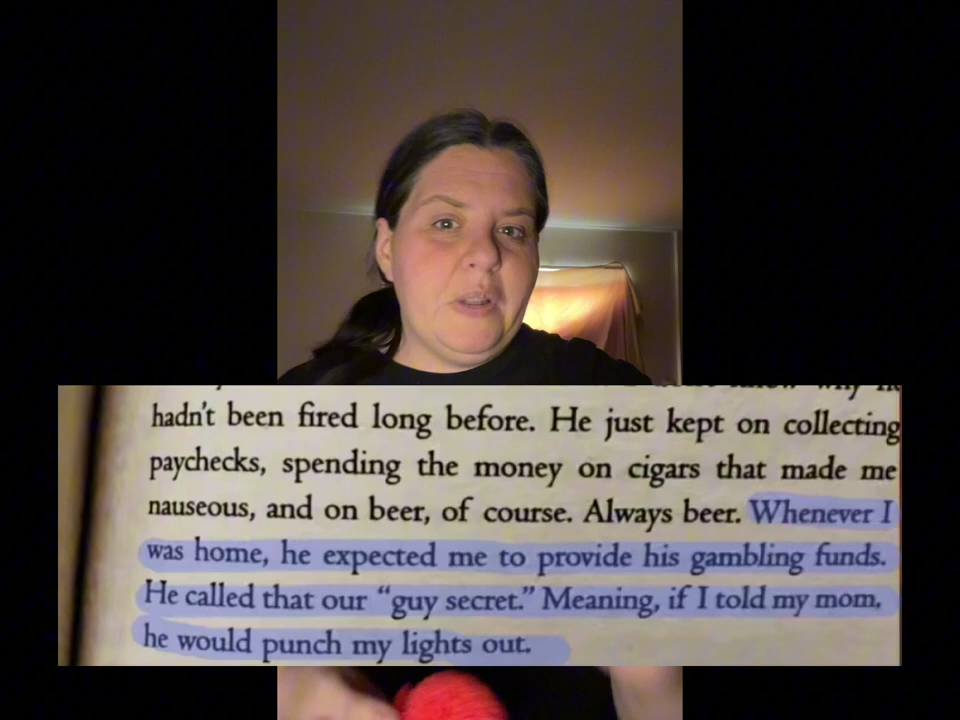 hadn't been fired long before. He just kept on collecting
paychecks, spending the money on cigars that made me
nauseous, and on beer, of course. Always beer. Whenever I
was home, he expected me to provide his gambling funds.
He called that our “guy secret.” Meaning, if I told my mom,
he would punch my lights out.